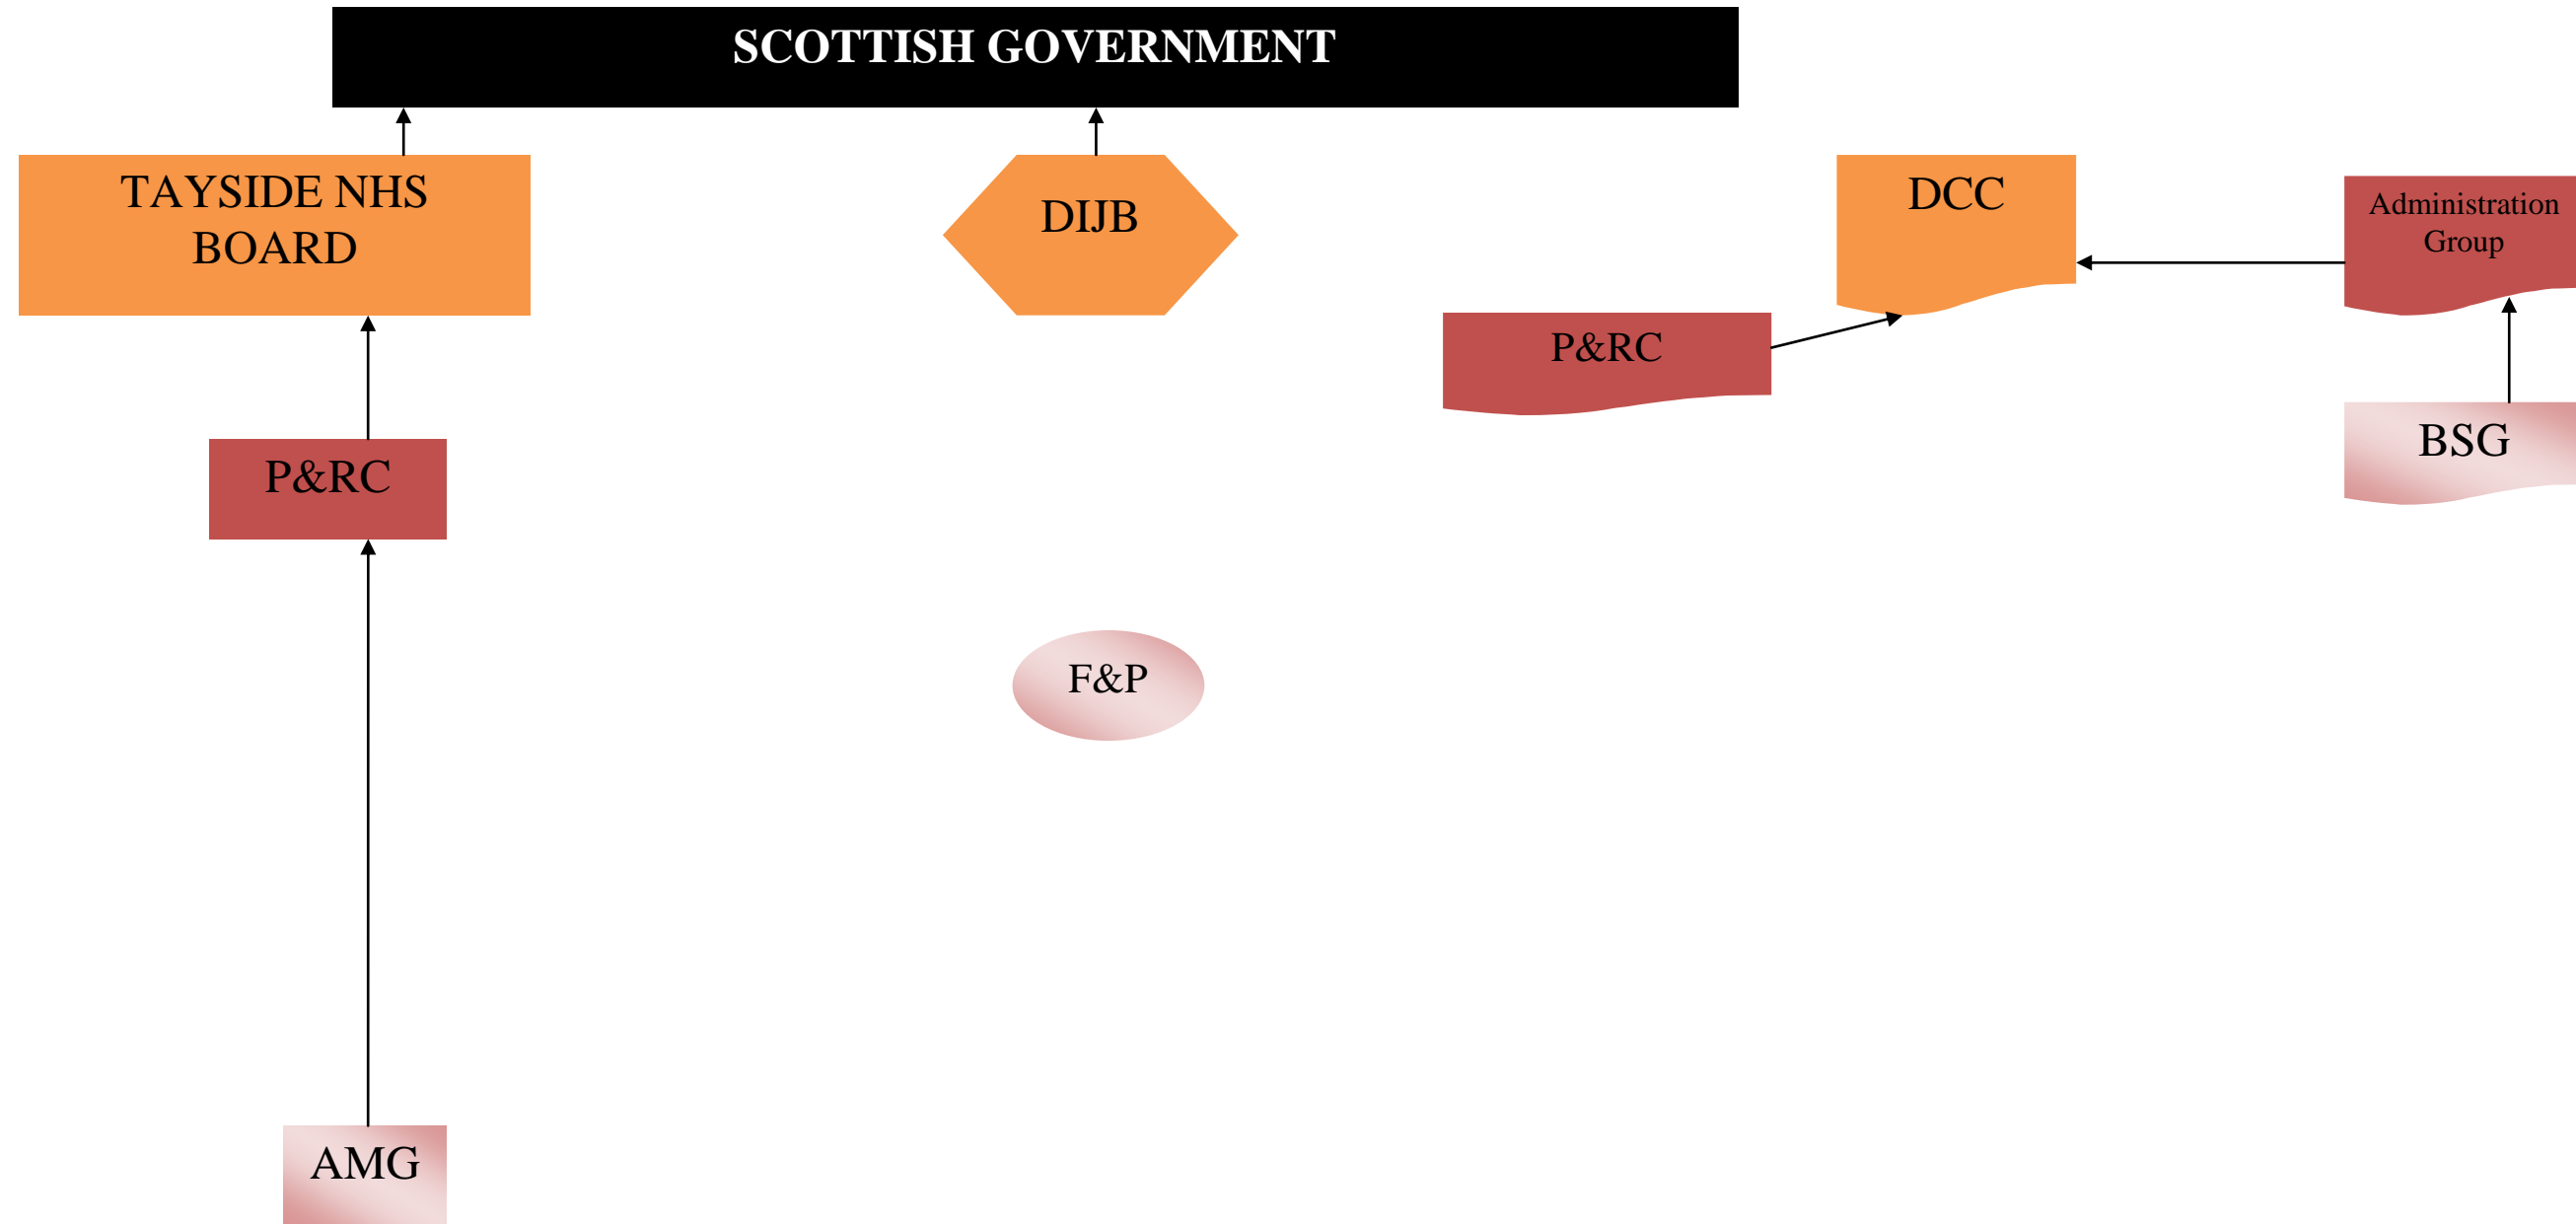 SCOTTISH GOVERNMENT
TAYSIDE NHS
BOARD
DIJB
DCC
Administration
Group
P&RC
BSG
P&RC
F&P
AMG